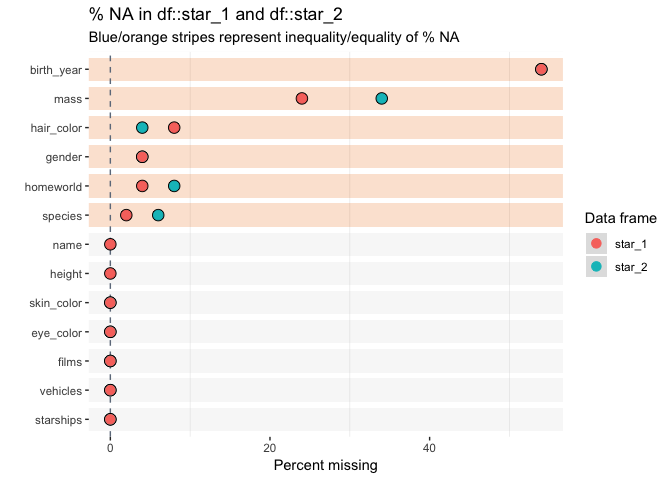 % NA in df::star_1 and df::star_2
Blue/orange stripes represent inequality/equality of % NA
birth_year
mass
hair_color
gender
homeworld
species
name
height
skin_color
eye_color
films
vehicles
starships
0
20
40
Percent missing
Data frame
star_1
star_2